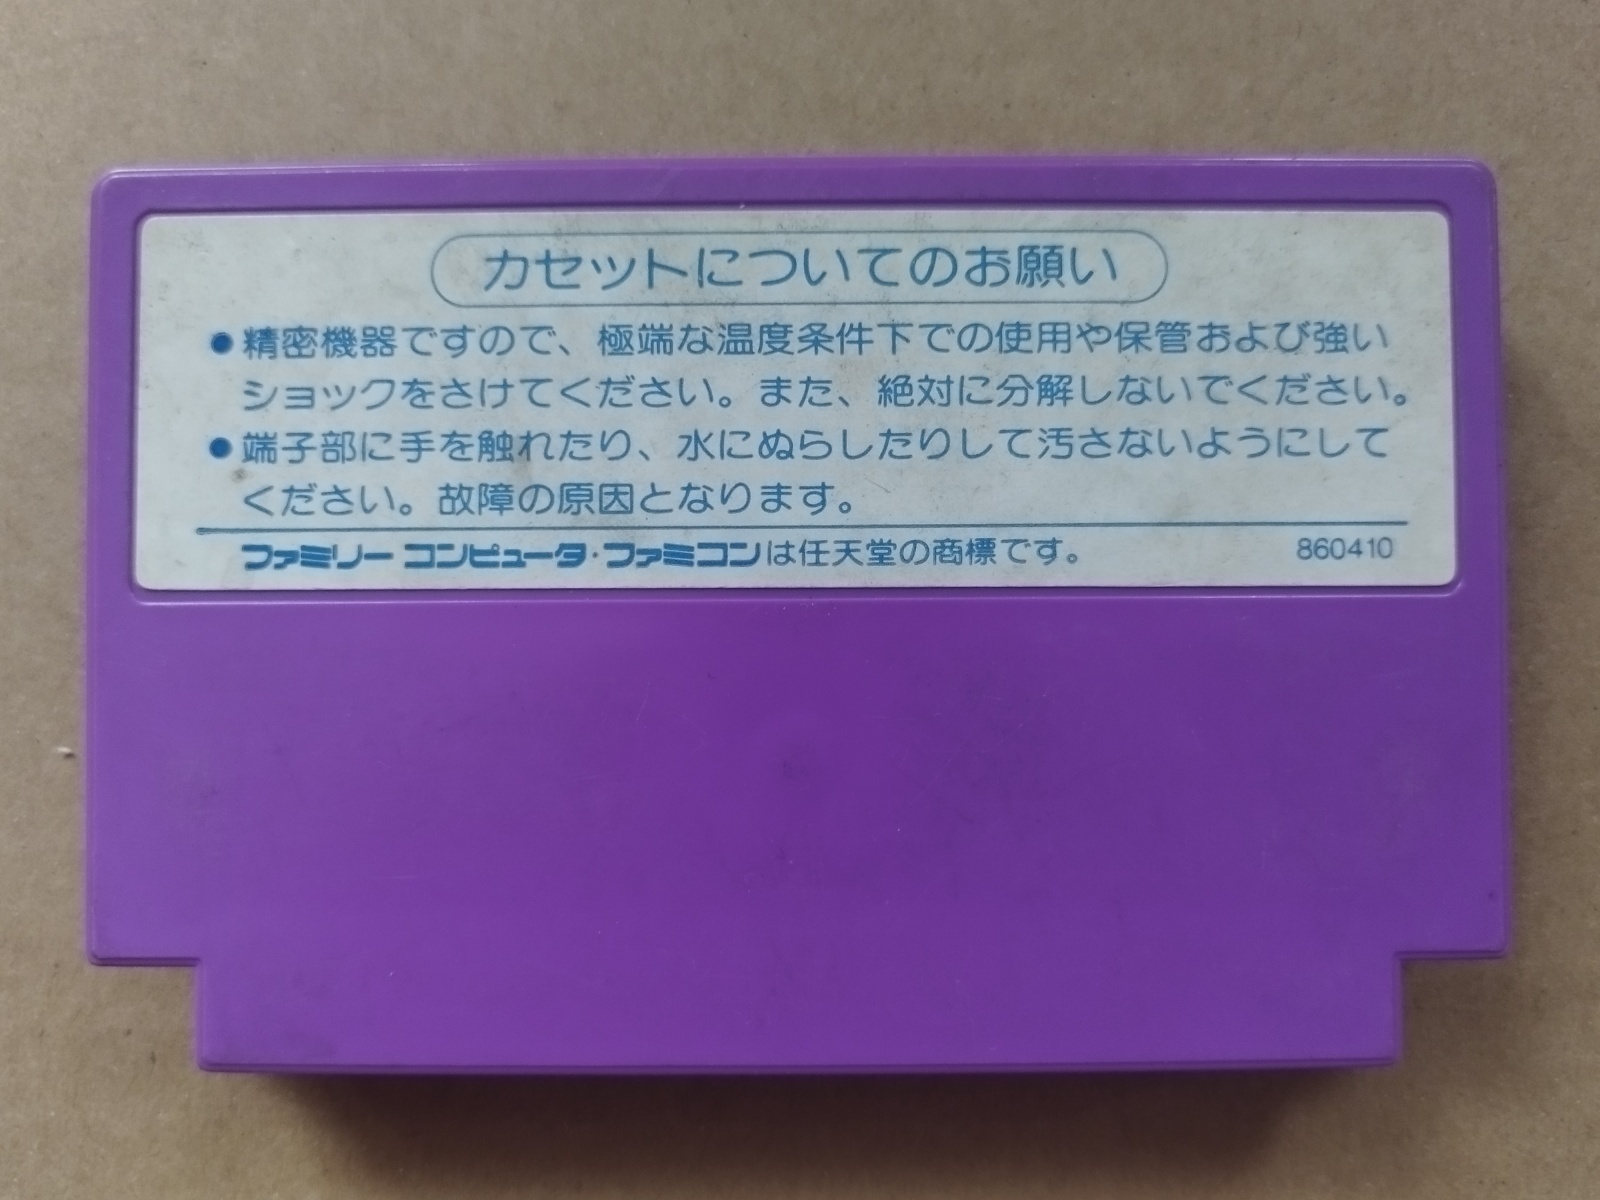 カセットについてのお願い
●精密機器ですので、極端な温度条件下での使用や保管および強い
ショックをさけてください。また、絶対に分解しないでください。
●端子部に手を触れたり、水にぬらしたりして汚さないようにして
ください。故障の原因となります。
ファミリー コンピュータ・ファミコンは任天堂の商標です。 860410